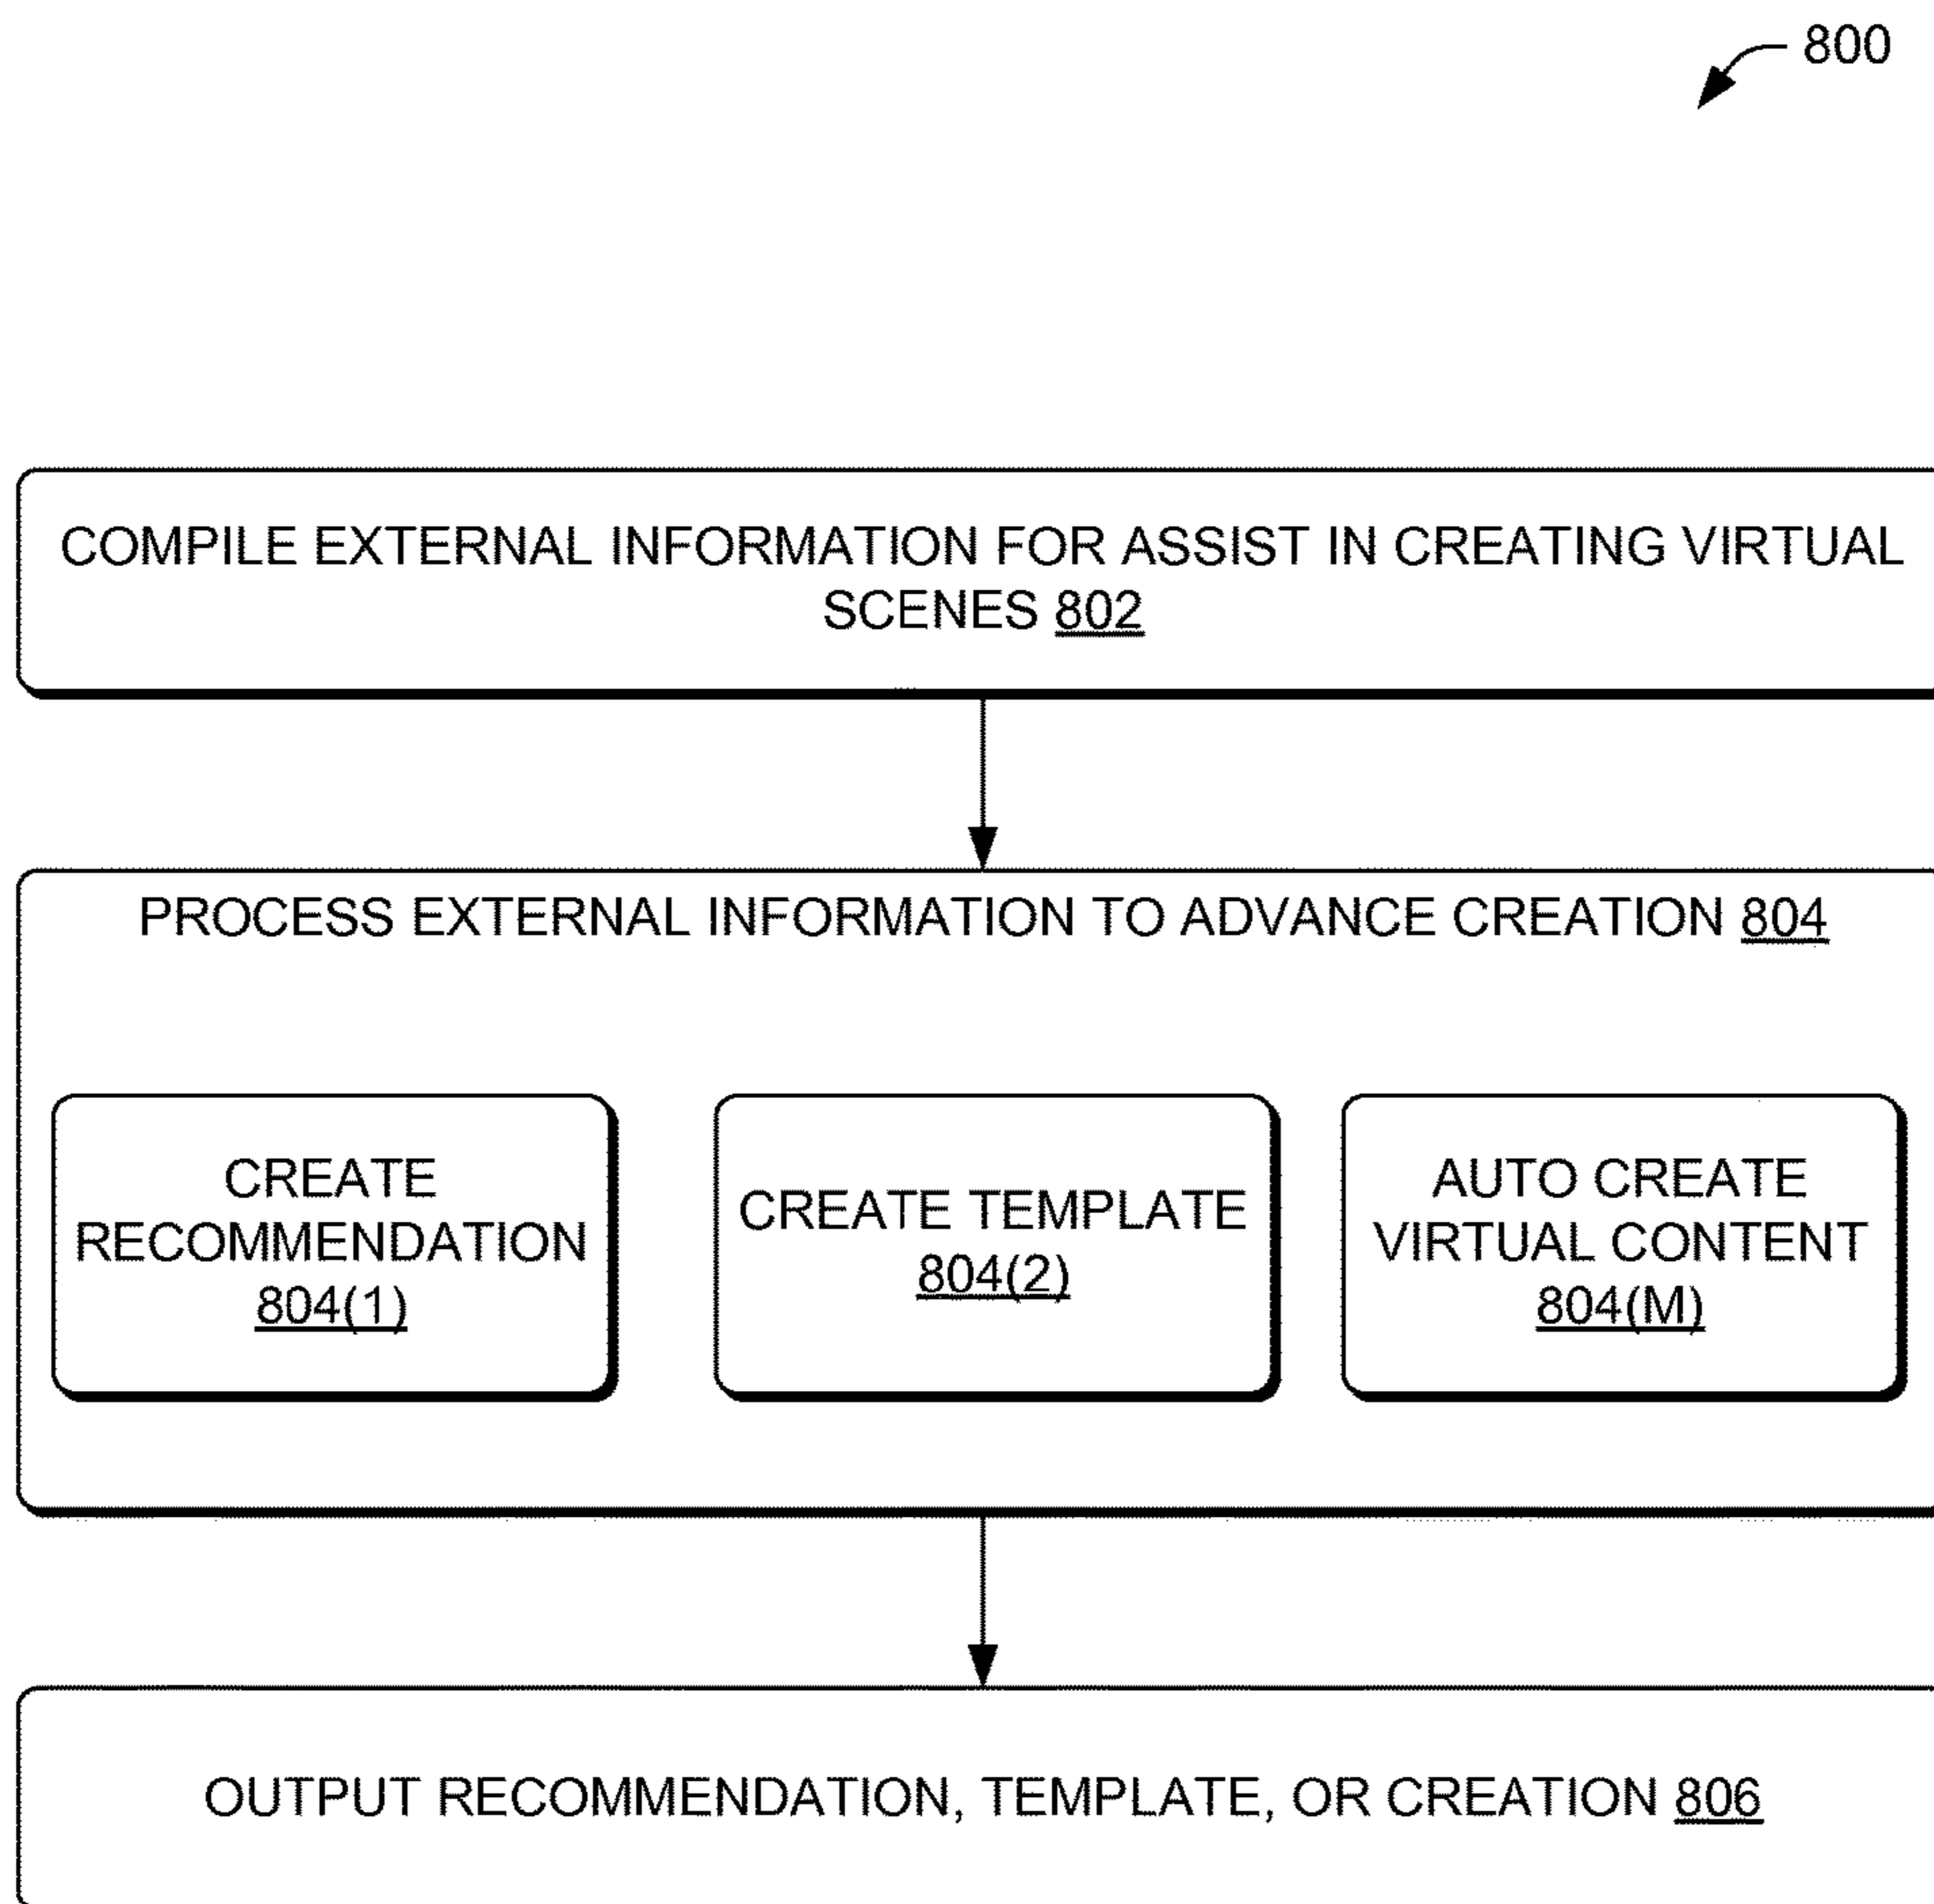 800
COMPILE EXTERNAL INFORMATION FOR ASSIST IN CREATING VIRTUAL
SCENES 802
PROCESS EXTERNAL INFORMATION TO ADVANCE CREATION 804
CREATE
RECOMMENDATION
804(1)
CREATE TEMPLATE
804(2)
AUTO CREATE
VIRTUAL CONTENT
804(M)
OUTPUT RECOMMENDATION, TEMPLATE, OR CREATION 806